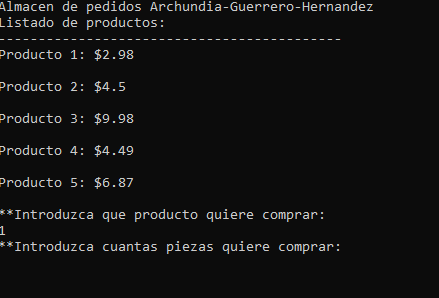 Almacen de pedidos Archundia-Guerrero-Hernandez
Listado de productos:
-------------------------------------------
Producto 1: $2.98
Producto 2: $4.5
Producto 3: $9.98
Producto 4: $4.49
Producto 5: $6.87
**Introduzca que producto quiere comprar:
1
**Introduzca cuantas piezas quiere comprar: